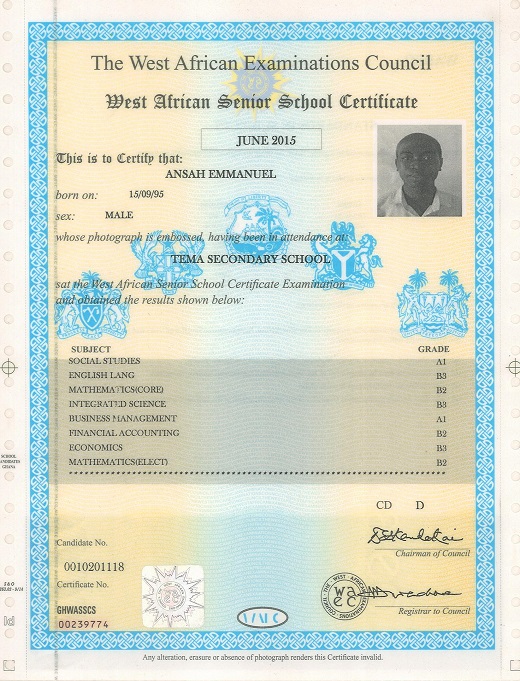 The West African Examinations Council
West African Senior School Certificate
JUNE 2015
This is to Certify that:
ANSAH EMMANUEL
born on: 15/09/95
sex: MALE
whose photograph is embossed, having been in attendance at:
TEMA SECONDARY SCHOOL
sat the West African Senior School Certificate Examination
and obtained the results shown below:
SUBJECT GRADE
SOCIAL STUDIES A1
ENGLISH LANG B3
MATHEMATICS(CORE) B2
INTEGRATED SCIENCE B3
BUSINESS MANAGEMENT A1
FINANCIAL ACCOUNTING B2
ECONOMICS B3
MATHEMATICS(ELECT) B2
CD D
Chairman of Council
Candidate No.
0010201118
Certificate No.
GHWASSCS
00239774
waec
Registrar to Council
SCHOOL
CANDIDATES
GHANA
S & O
Id
Any alteration, erasure or absence of photograph renders this Certificate invalid.